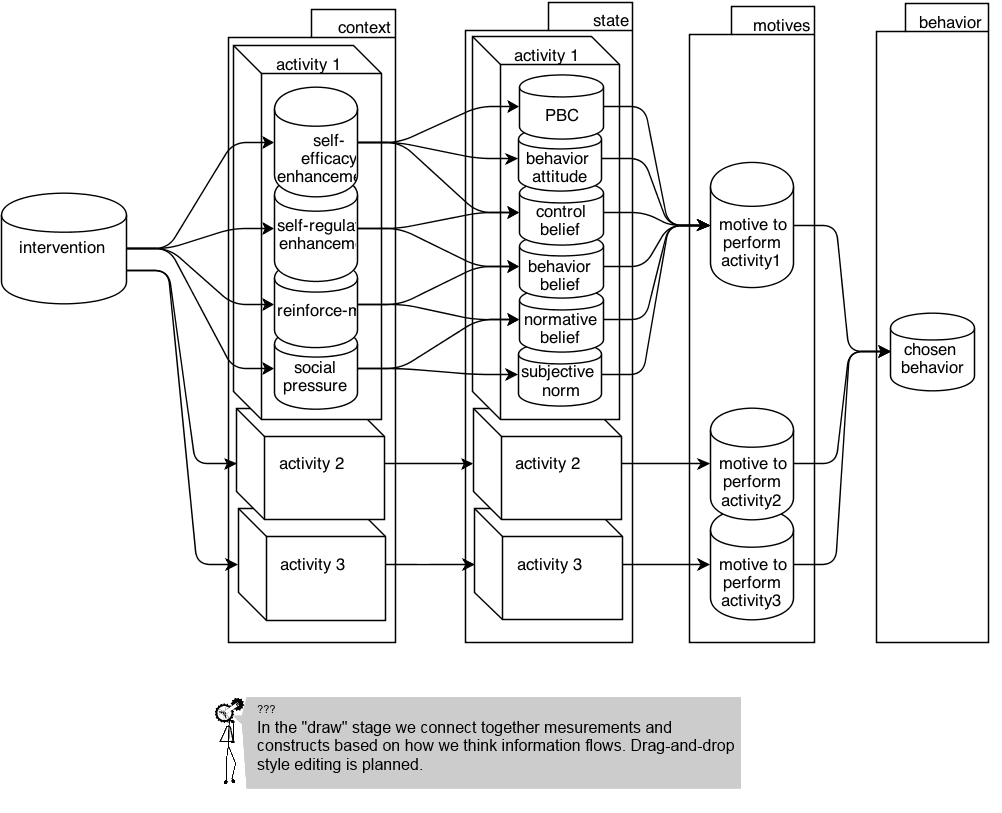 context
state
motives
behavior
activity 1
activity 1
self-
efficacy
enhanceme
self-regula
enhancem
reinforce-m
social
pressure
PBC
behavior
attitude
control
belief
behavior
belief
normative
belief
subjective
norm
intervention
motive to
perform
activity1
chosen
behavior
activity 2
activity 2
motive to
perform
activity2
activity 3
activity 3
motive to
perform
activity3
???
In the "draw" stage we connect together mesurements and
constructs based on how we think information flows. Drag-and-drop
style editing is planned.